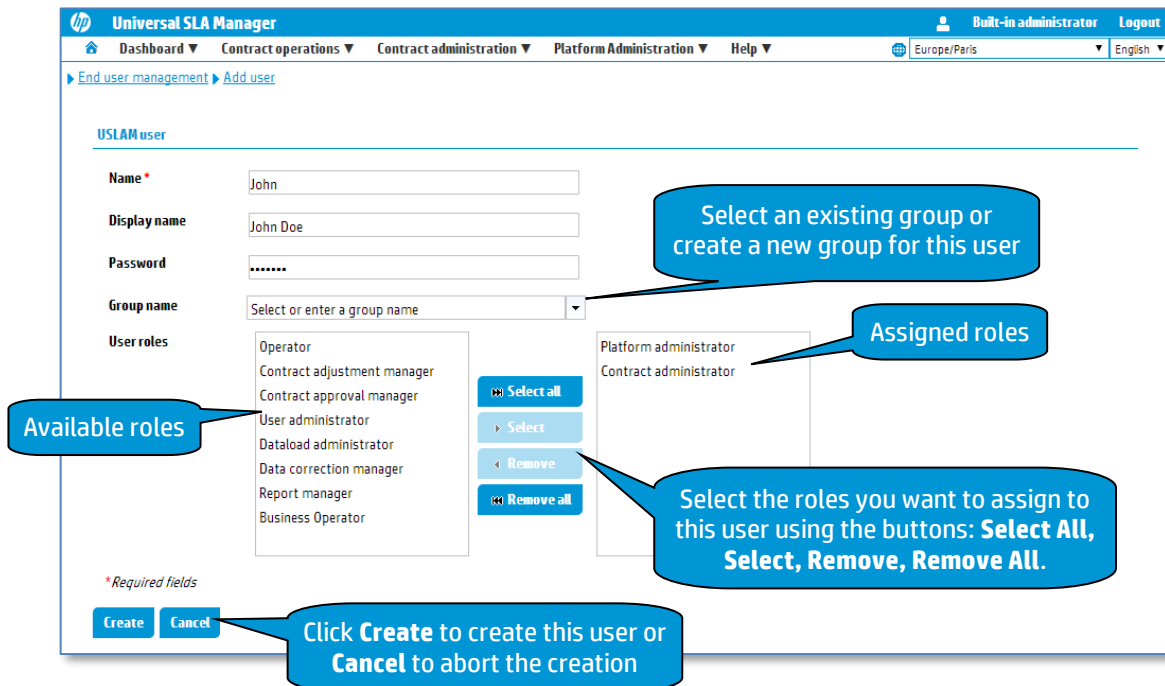 hp Universal SLA Manager Built-in administrator Logout
Dashboard ▼ Contract operations ▼ Contract administration ▼ Platform Administration ▼ Help ▼ Europe/Paris ▼ English ▼
End user management Add user
USLAM user
Name * John
Display name John Doe
Password •••••••
Select an existing group or
create a new group for this user
Group name Select or enter a group name
Assigned roles
User roles
Operator
Contract adjustment manager
Contract approval manager
User administrator
Dataload administrator
Data correction manager
Report manager
Business Operator
Available roles
Select all
Select
Remove
Remove all
Platform administrator
Contract administrator
Select the roles you want to assign to
this user using the buttons: Select All,
Select, Remove, Remove All.
*Required fields
Create Cancel
Click Create to create this user or
Cancel to abort the creation